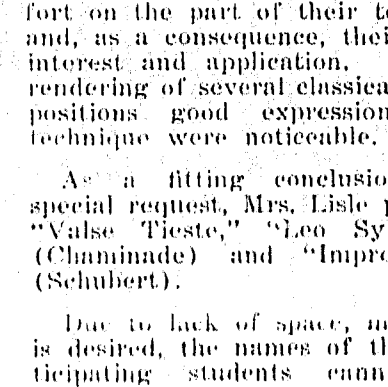 fort on the part of their te
and, as a consequence, thei
interest and application.
rendering of several classica
positions good expression
technique were noticeable.
As a fitting conclusio
special request, Mrs. Lisle p
"Valse Tieste," "Leo Sy
(Chaminade) and "Impro
(Schubert).
Due to lack of space, m
is desired, the names of th
ticipating students cann